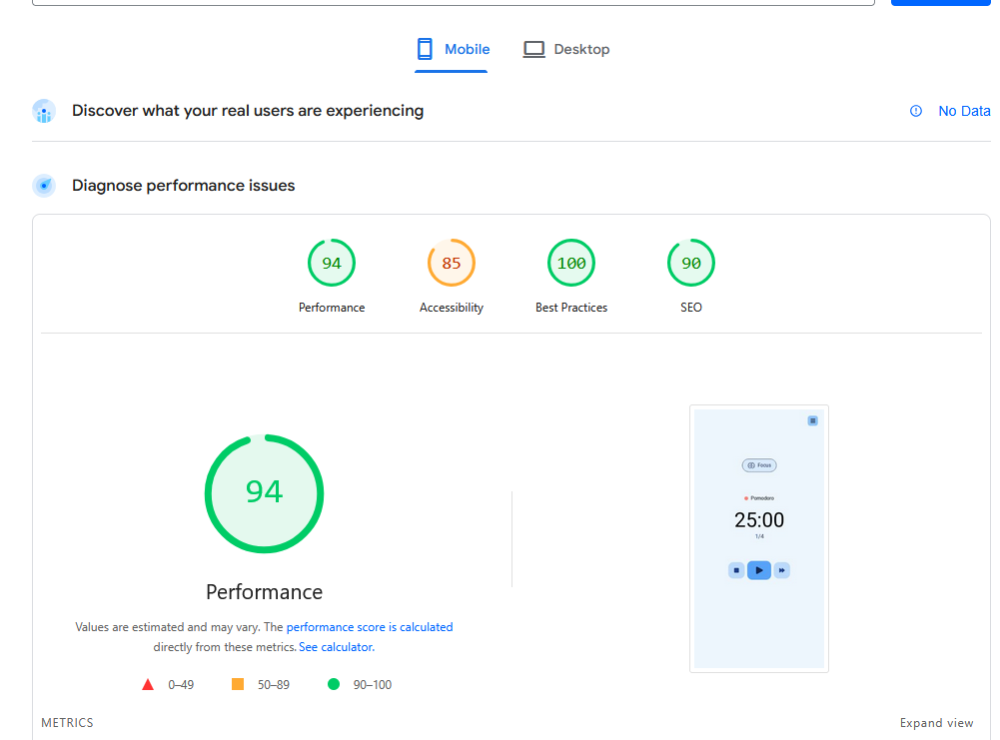 Mobile Desktop
Discover what your real users are experiencing No Data
Diagnose performance issues
94 85 100 90
Performance Accessibility Best Practices SEO
94
Performance
Values are estimated and may vary. The performance score is calculated
directly from these metrics. See calculator.
0–49 50–89 90–100
Focus
Pomodoro
25:00
1/4
METRICS Expand view